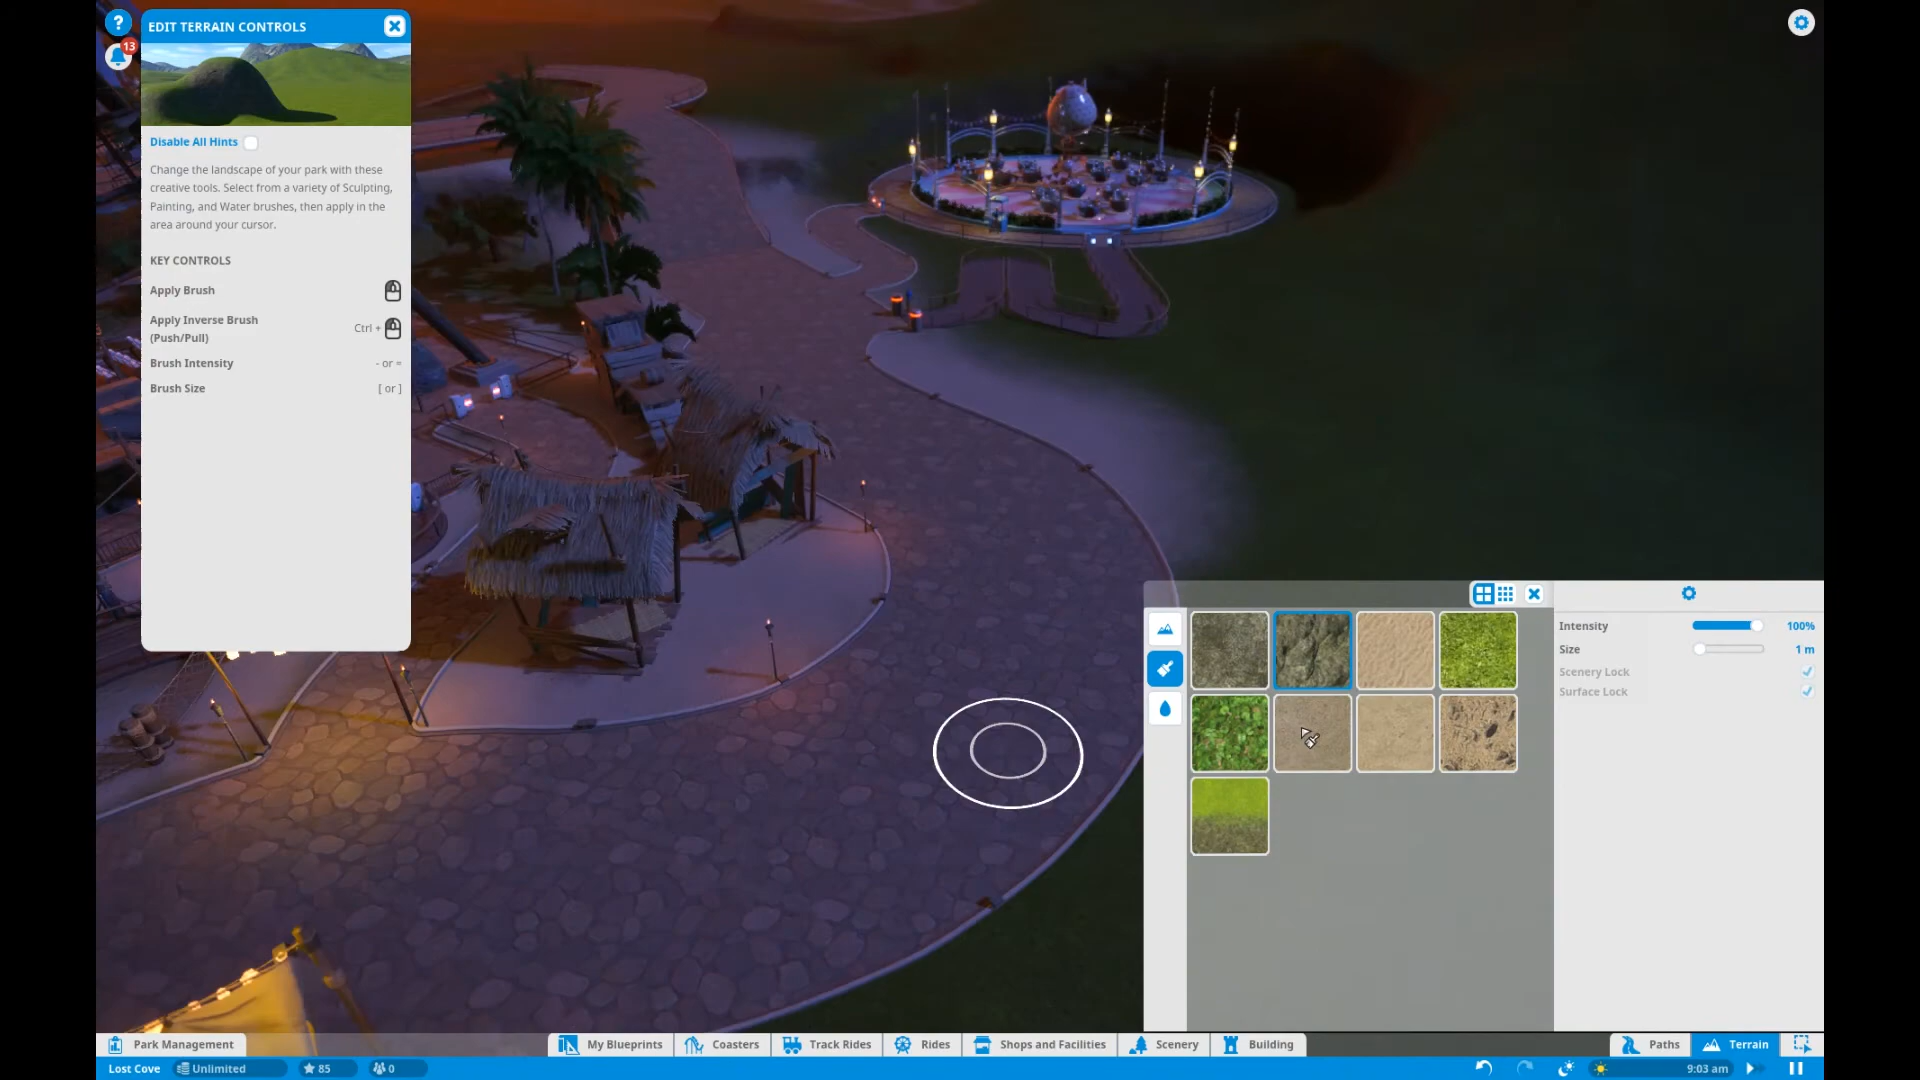 ?
EDIT TERRAIN CONTROLS
13
Disable All Hints
Change the landscape of your park with these
creative tools. Select from a variety of Sculpting,
Painting, and Water brushes, then apply in the
area around your cursor.
KEY CONTROLS
Apply Brush
Apply Inverse Brush
(Push/Pull)
Ctrl +
Brush Intensity
- or =
Brush Size
[ or ]
Intensity
100%
Size
1 m
Scenery Lock
Surface Lock
Park Management
My Blueprints
Coasters
Track Rides
Rides
Shops and Facilities
Scenery
Building
Paths
Terrain
Lost Cove
Unlimited
85
0
9:03 am